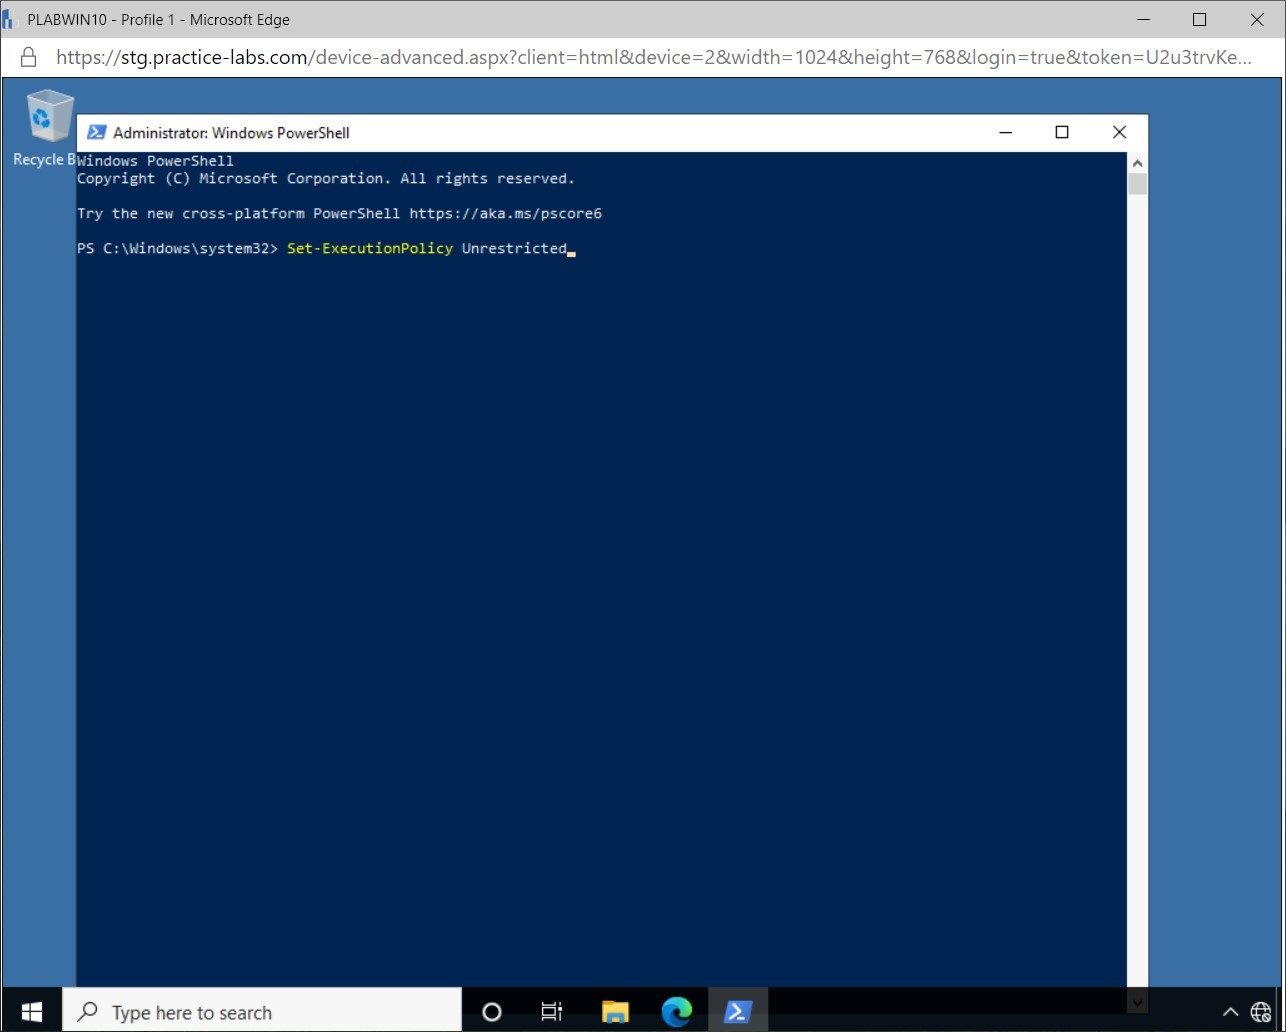 PLABWIN10 - Profile 1 - Microsoft Edge
https://stg.practice-labs.com/device-advanced.aspx?client=html&device=2&width=1024&height=768&login=true&token=U2u3trvKe...
Administrator: Windows PowerShell
Recycle B
Windows PowerShell
Copyright (C) Microsoft Corporation. All rights reserved.
Try the new cross-platform PowerShell https://aka.ms/pscore6
PS C:\Windows\system32> Set-ExecutionPolicy Unrestricted
Type here to search